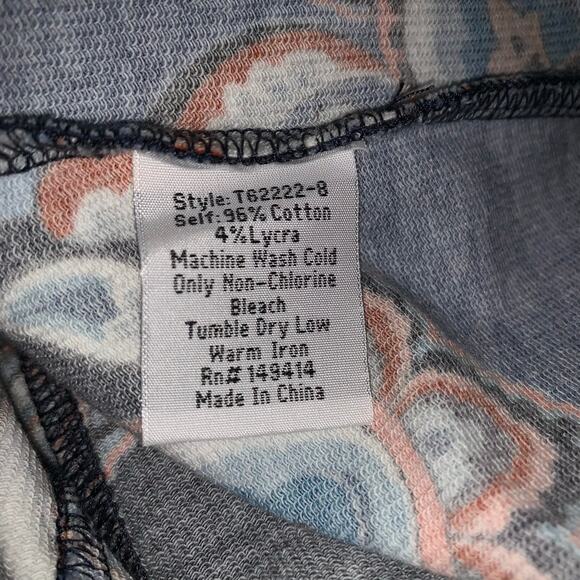 Style: T62222-8
Self: 96% Cotton
4% Lycra
Machine Wash Cold
Only Non-Chlorine
Bleach
Tumble Dry Low
Warm Iron
Rn# 149414
Made In China